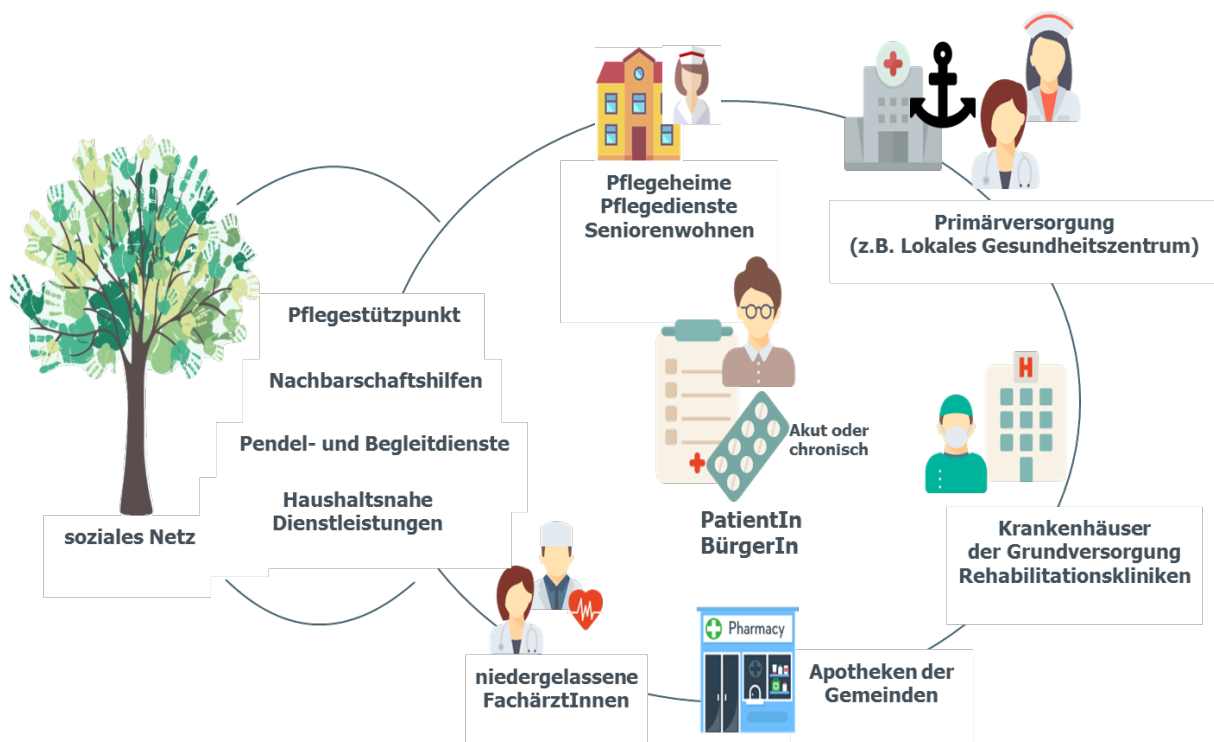 Pflegeheime
Pflegedienste
Seniorenwohnen
Primärversorgung
(z.B. Lokales Gesundheitszentrum)
Pflegestützpunkt
Nachbarschaftshilfen
Pendel- und Begleitdienste
Haushaltsnahe
Dienstleistungen
soziales Netz
Akut oder
chronisch
PatientIn
BürgerIn
H
Krankenhäuser
der Grundversorgung
Rehabilitationskliniken
Pharmacy
Apotheken der
Gemeinden
niedergelassene
FachärztInnen